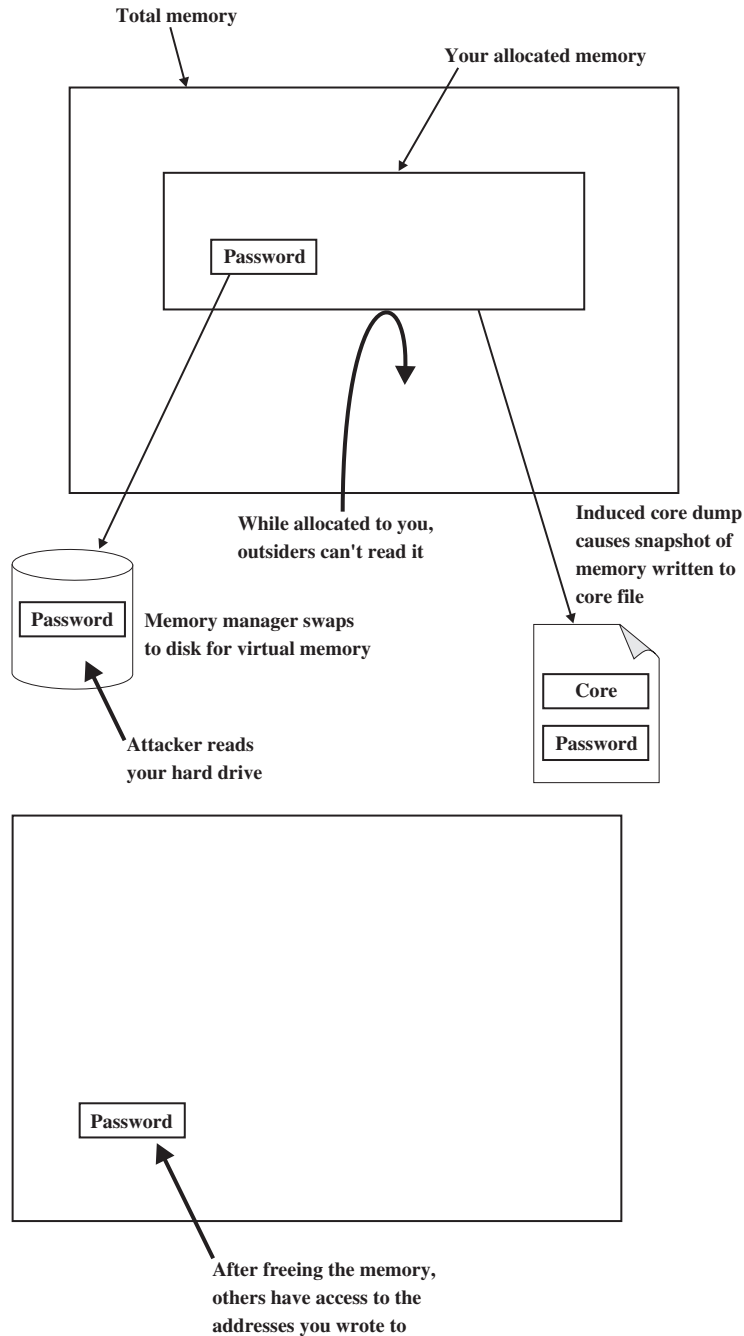 Total memory
Your allocated memory
Password
While allocated to you,
outsiders can't read it
Induced core dump
causes snapshot of
memory written to
core file
Password
Memory manager swaps
to disk for virtual memory
Attacker reads
your hard drive
Core
Password
Password
After freeing the memory,
others have access to the
addresses you wrote to